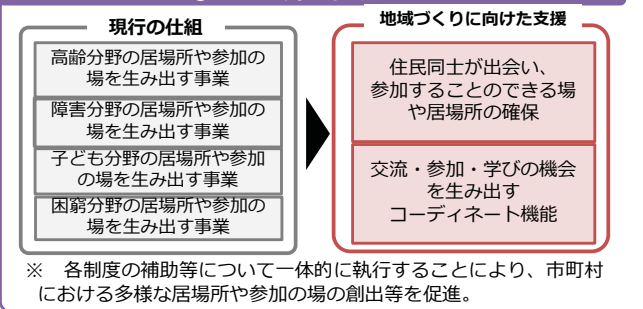 現行の仕組
高齢分野の居場所や参加の
場を生み出す事業
障害分野の居場所や参加の
場を生み出す事業
子ども分野の居場所や参加
の場を生み出す事業
困窮分野の居場所や参加の
場を生み出す事業
地域づくりに向けた支援
住民同士が出会い、
参加することのできる場
や居場所の確保
交流・参加・学びの機会
を生み出す
コーディネート機能
※　各制度の補助等について一体的に執行することにより、市町村
における多様な居場所や参加の場の創出等を促進。